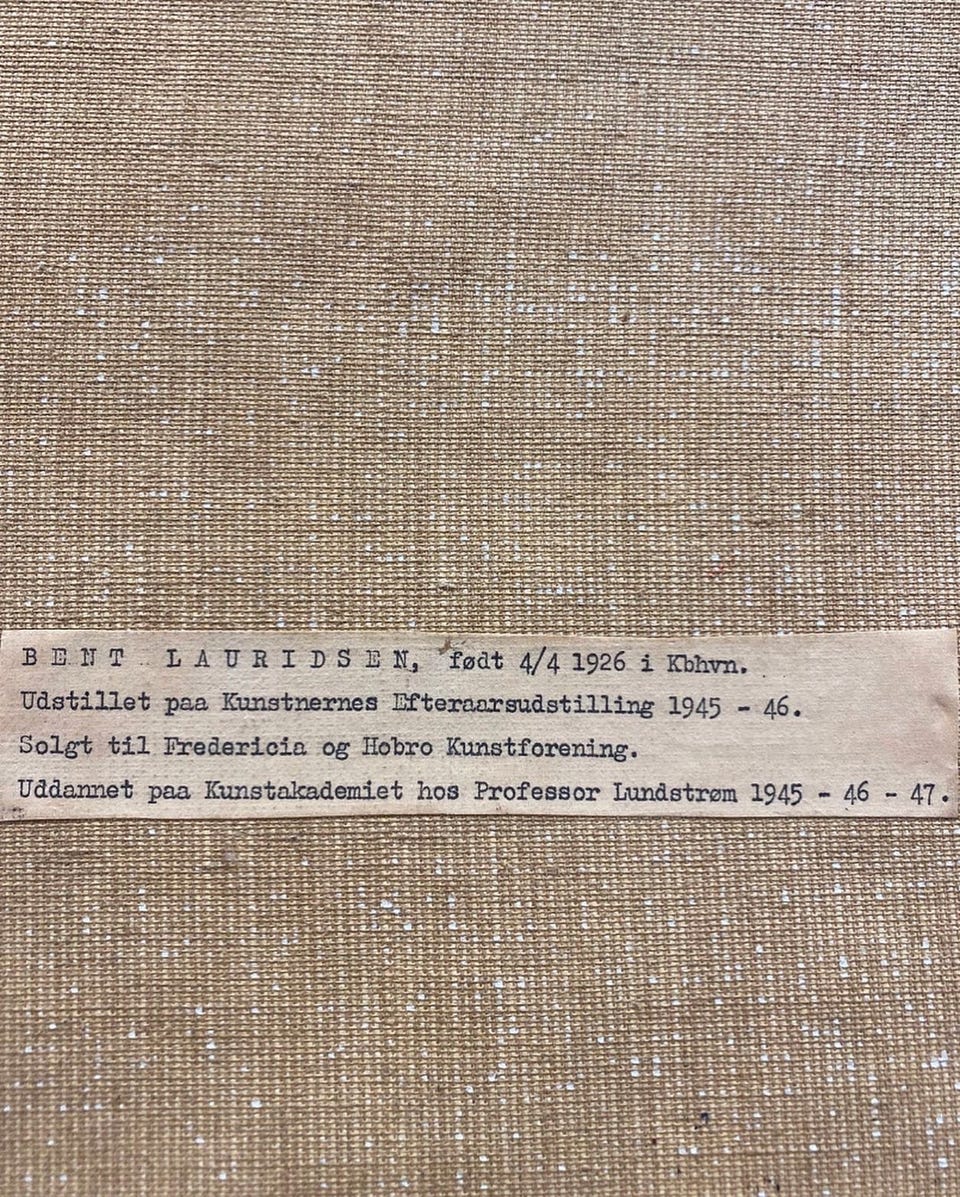 BENT LAURIDSEN, født 4/4 1926 i Kbhvn.
Udstillet paa Kunstnernes Efteraarsudstilling 1945 - 46.
Solgt til Fredericia og Hobro Kunstforening.
Uddannet paa Kunstakademiet hos Professor Lundstrøm 1945 - 46 - 47.